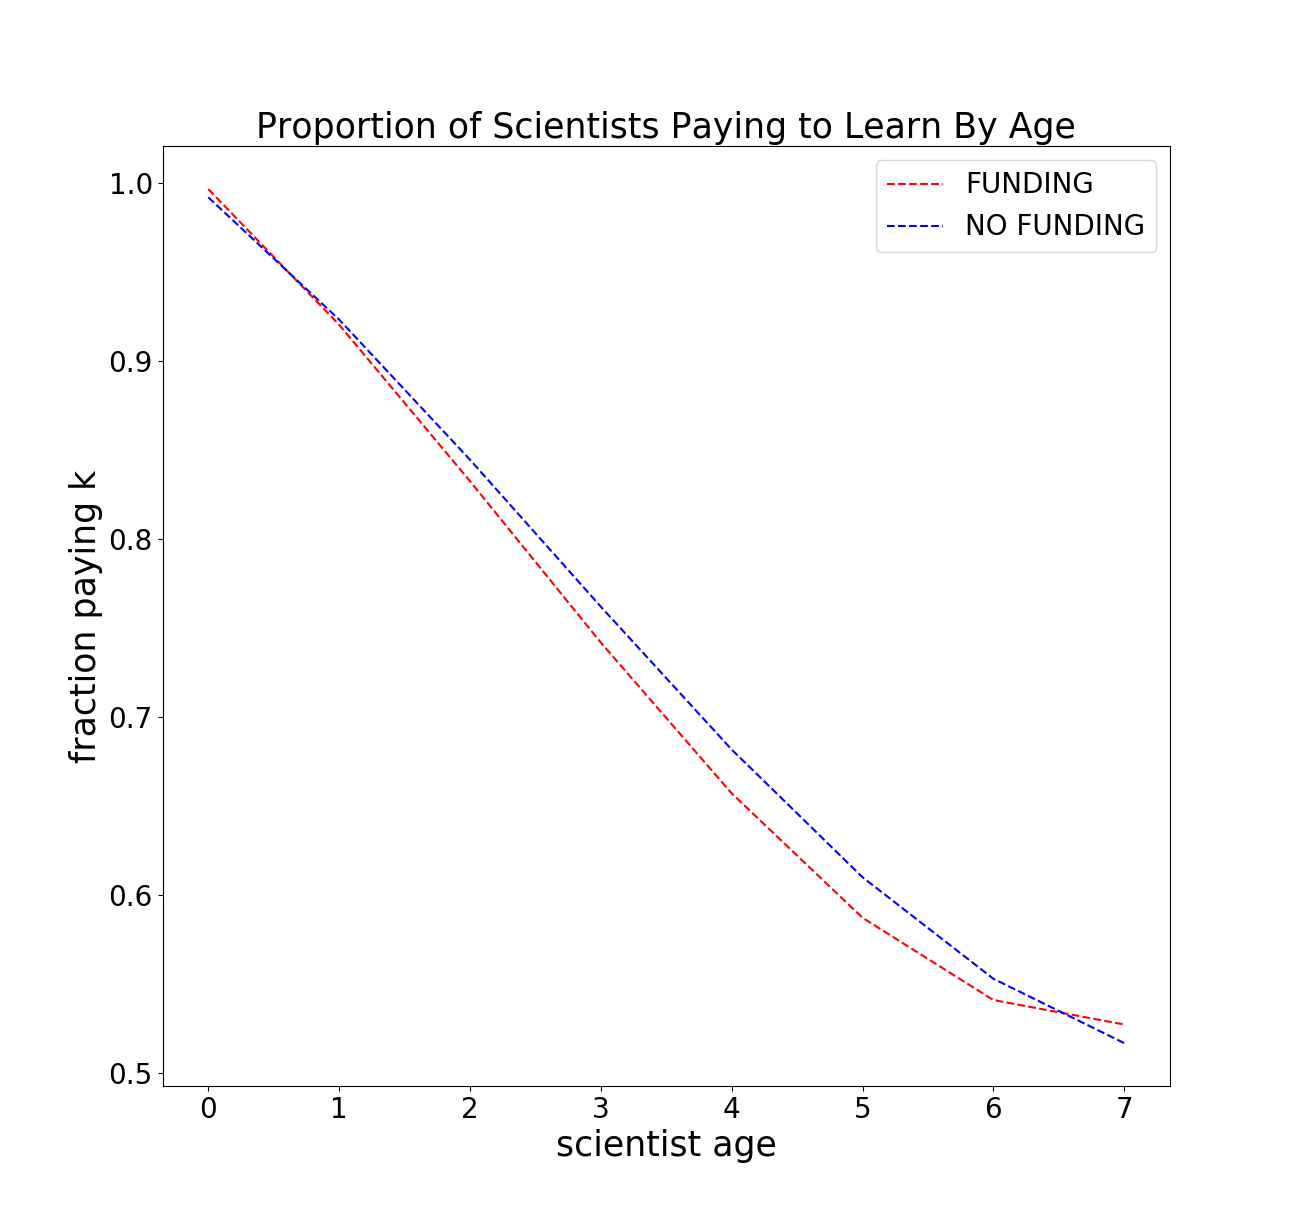 Proportion of Scientists Paying to Learn By Age
FUNDING
NO FUNDING
fraction paying k
1.0
0.9
0.8
0.7
0.6
0.5
0 1 2 3 4 5 6 7
scientist age